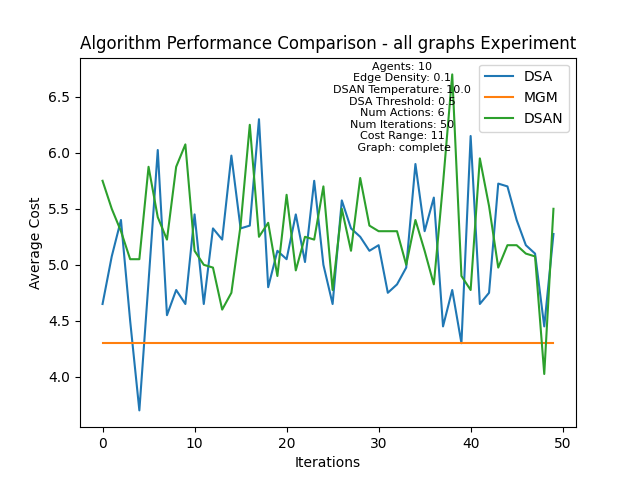 Algorithm Performance Comparison - all graphs Experiment
Agents: 10
Edge Density: 0.1
DSAN Temperature: 10.0
DSA Threshold: 0.5
Num Actions: 6
Num Iterations: 50
Cost Range: 11
Graph: complete
DSA
MGM
DSAN
Average Cost
6.5
6.0
5.5
5.0
4.5
4.0
0
10
20
30
40
50
Iterations